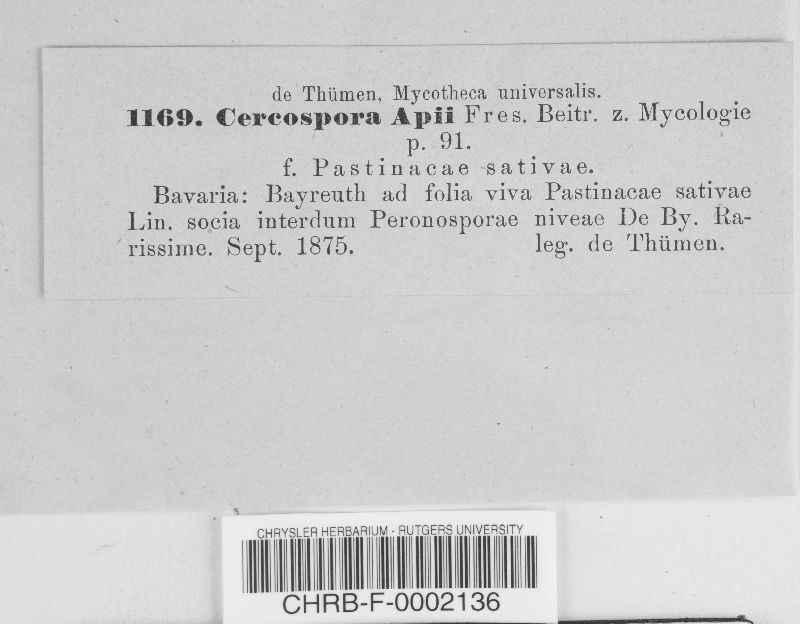 de Thümen, Mycotheca universalis.
1169. Cercospora Apii Fres. Beitr. z. Mycologie
p. 91.
f. Pastinacae sativae.
Bavaria: Bayreuth ad folia viva Pastinacae sativae
Lin. socia interdum Peronosporae niveae De By. Ra-
rissime. Sept. 1875. leg. de Thümen.
CHRYSLER HERBARIUM - RUTGERS UNIVERSITY
CHRB-F-0002136